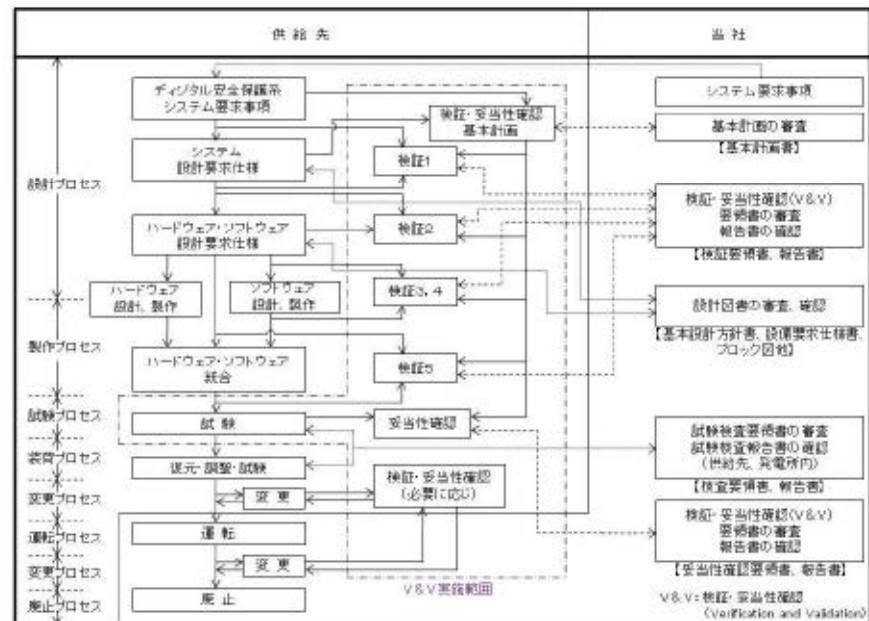 供給先
当社
ディジタル安全保護系
システム要求事項
システム要求事項
検証・妥当性確認
基本計画
基本計画の審査
【基本計画書】
システム
設計要求仕様
検証1
設計プロセス
検証・妥当性確認(V&V)
要領書の審査
報告書の確認
【検証要領書、報告書】
ハードウェア・ソフトウェア
設計要求仕様
検証2
ハードウェア
設計、製作
ソフトウェア
設計、製作
検証3,4
設計図書の審査、確認
【基本設計方針書、設備要求仕様書、
ブロック図他】
製作プロセス
ハードウェア・ソフトウェア
統合
検証5
試験プロセス
試験
妥当性確認
試験検査要領書の審査
試験検査報告書の確認
(供給先、発電所内)
【検査要領書、報告書】
装荷プロセス
復元・調整・試験
検証・妥当性確認
(必要に応じ)
変更プロセス
変更
運転プロセス
運転
検証・妥当性確認(V&V)
要領書の審査
報告書の確認
【妥当性確認要領書、報告書】
変更プロセス
変更
V&V実施範囲
廃止プロセス
廃止
V&V:検証・妥当性確認
(Verification and Validation)